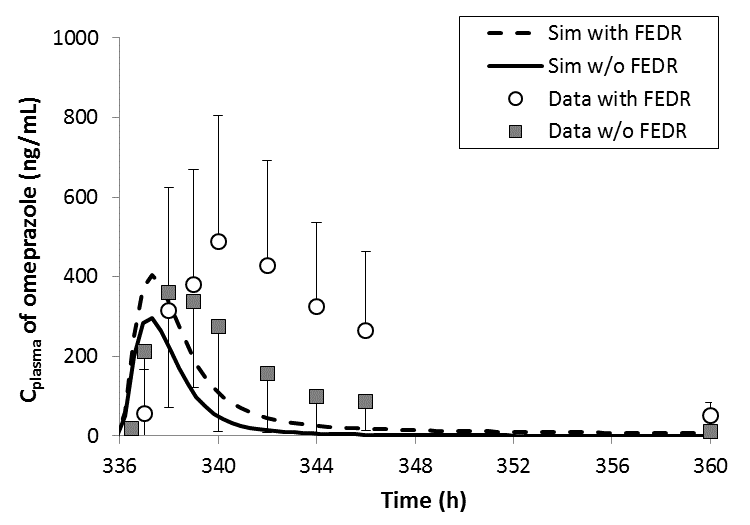 1000
800
600
400
200
0
C plasma of omeprazole (ng/mL)
Sim with FEDR
Sim w/o FEDR
Data with FEDR
Data w/o FEDR
336 340 344 348 352 356 360
Time (h)